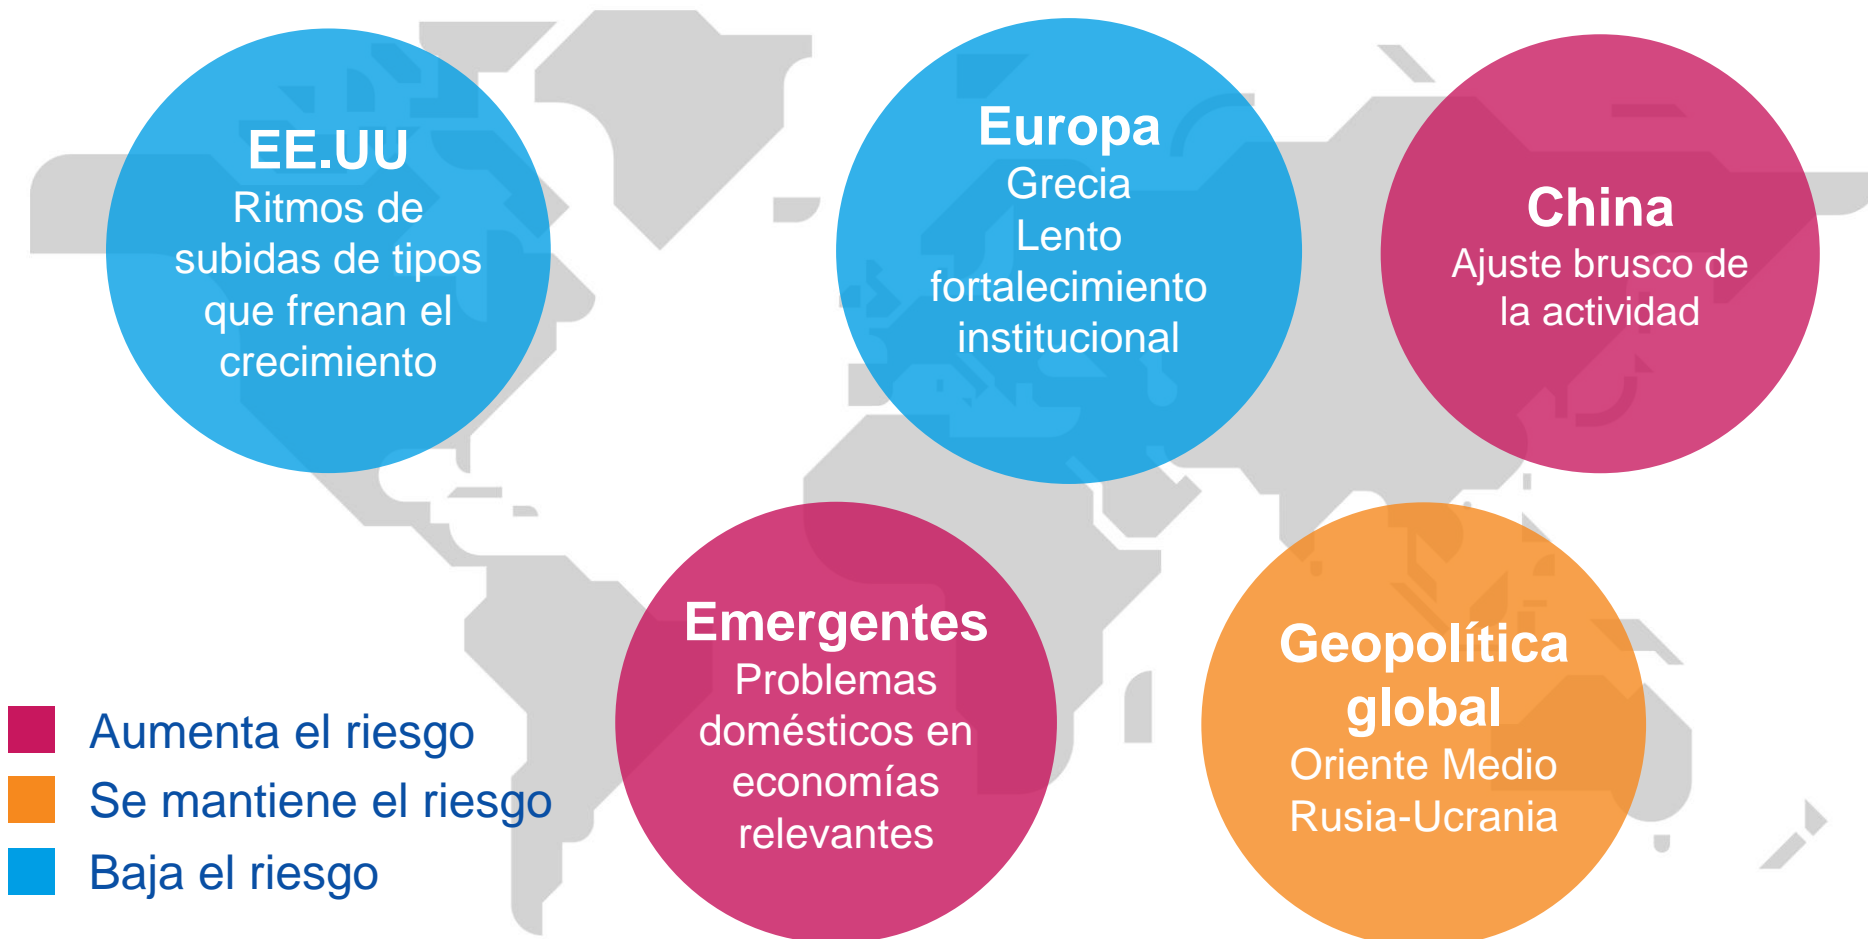 EE.UU
Ritmos de
subidas de tipos
que frenan el
crecimiento
Europa
Grecia
Lento
fortalecimiento
institucional
China
Ajuste brusco de
la actividad
Emergentes
Problemas
domésticos en
economías
relevantes
Geopolítica
global
Oriente Medio
Rusia-Ucrania
Aumenta el riesgo
Se mantiene el riesgo
Baja el riesgo